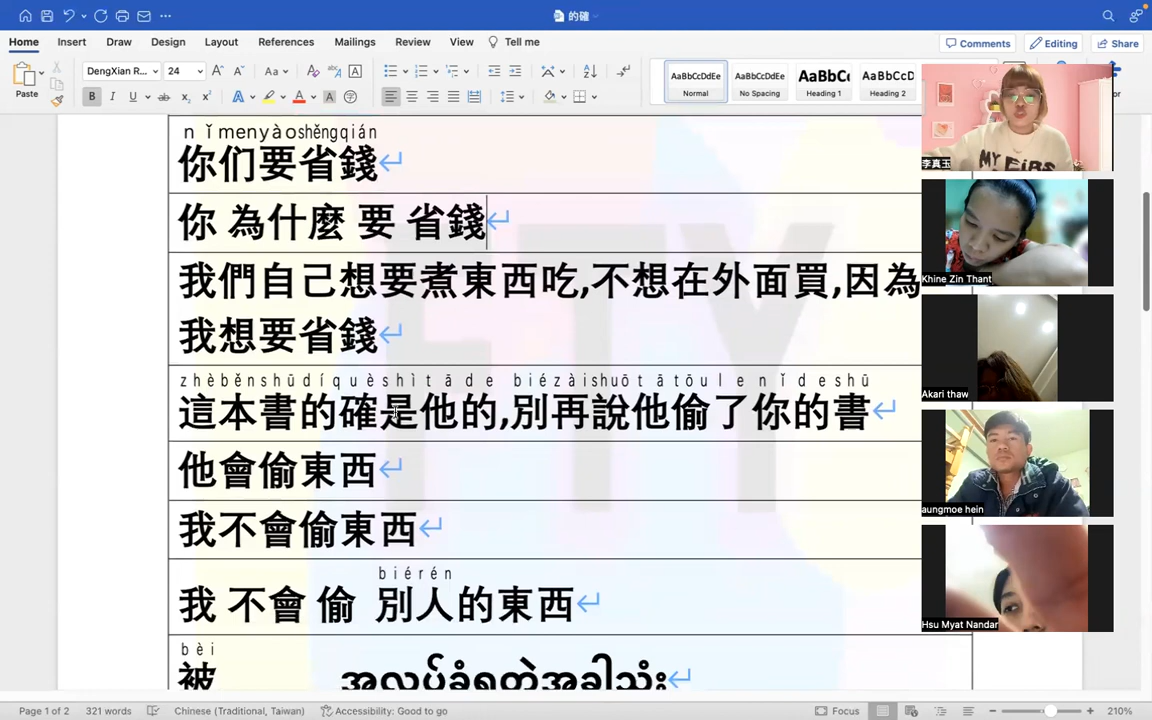 的確
Home Insert Draw Design Layout References Mailings Review View Tell me
Comments Editing Share
Paste
DengXian R... 24
Aa
AaBbCcDdEe AaBbCcDdEe AaBbCc AaBbCcD
Normal No Spacing Heading 1 Heading 2
nǐmenyàoshěngqián
你们要省錢
你 為什麼 要 省錢
我們自己想要煮東西吃,不想在外面買,因為
我想要省錢
zhèběnshūdíquèshìtāde biézàishuōtātōulenǐdeshū
這本書的確是他的,別再說他偷了你的書
他會偷東西
我不會偷東西
biérén
我 不會 偷 別人的東西
bèi
被 အလုပ်ခံရတဲ့အခါသုံး
FTY
MY FiRS
李真玉
Khine Zin Thant
Akari thaw
aungmoe hein
Hsu Myat Nandar
Page 1 of 2 321 words Chinese (Traditional, Taiwan) Accessibility: Good to go Focus 210%